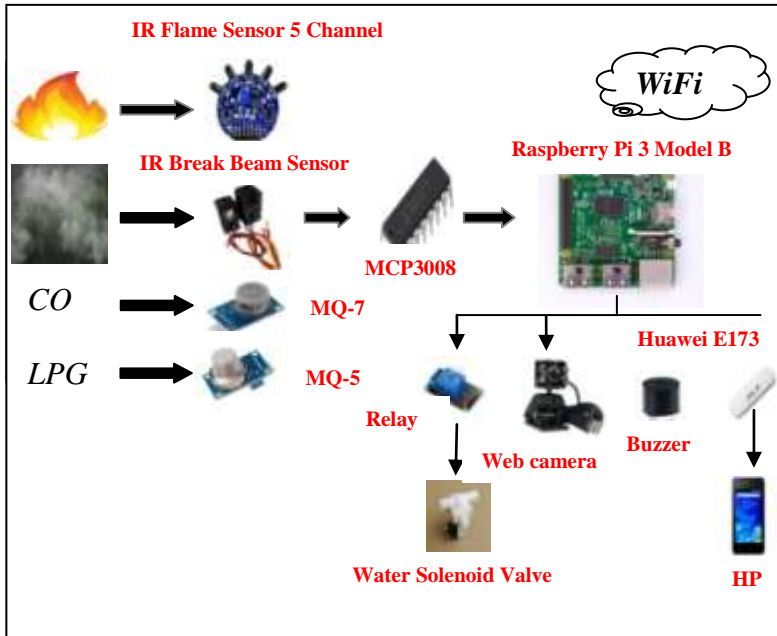 IR Flame Sensor 5 Channel
WiFi
IR Break Beam Sensor
Raspberry Pi 3 Model B
MCP3008
CO
MQ-7
Huawei E173
LPG
MQ-5
Relay
Web camera
Buzzer
Water Solenoid Valve
HP